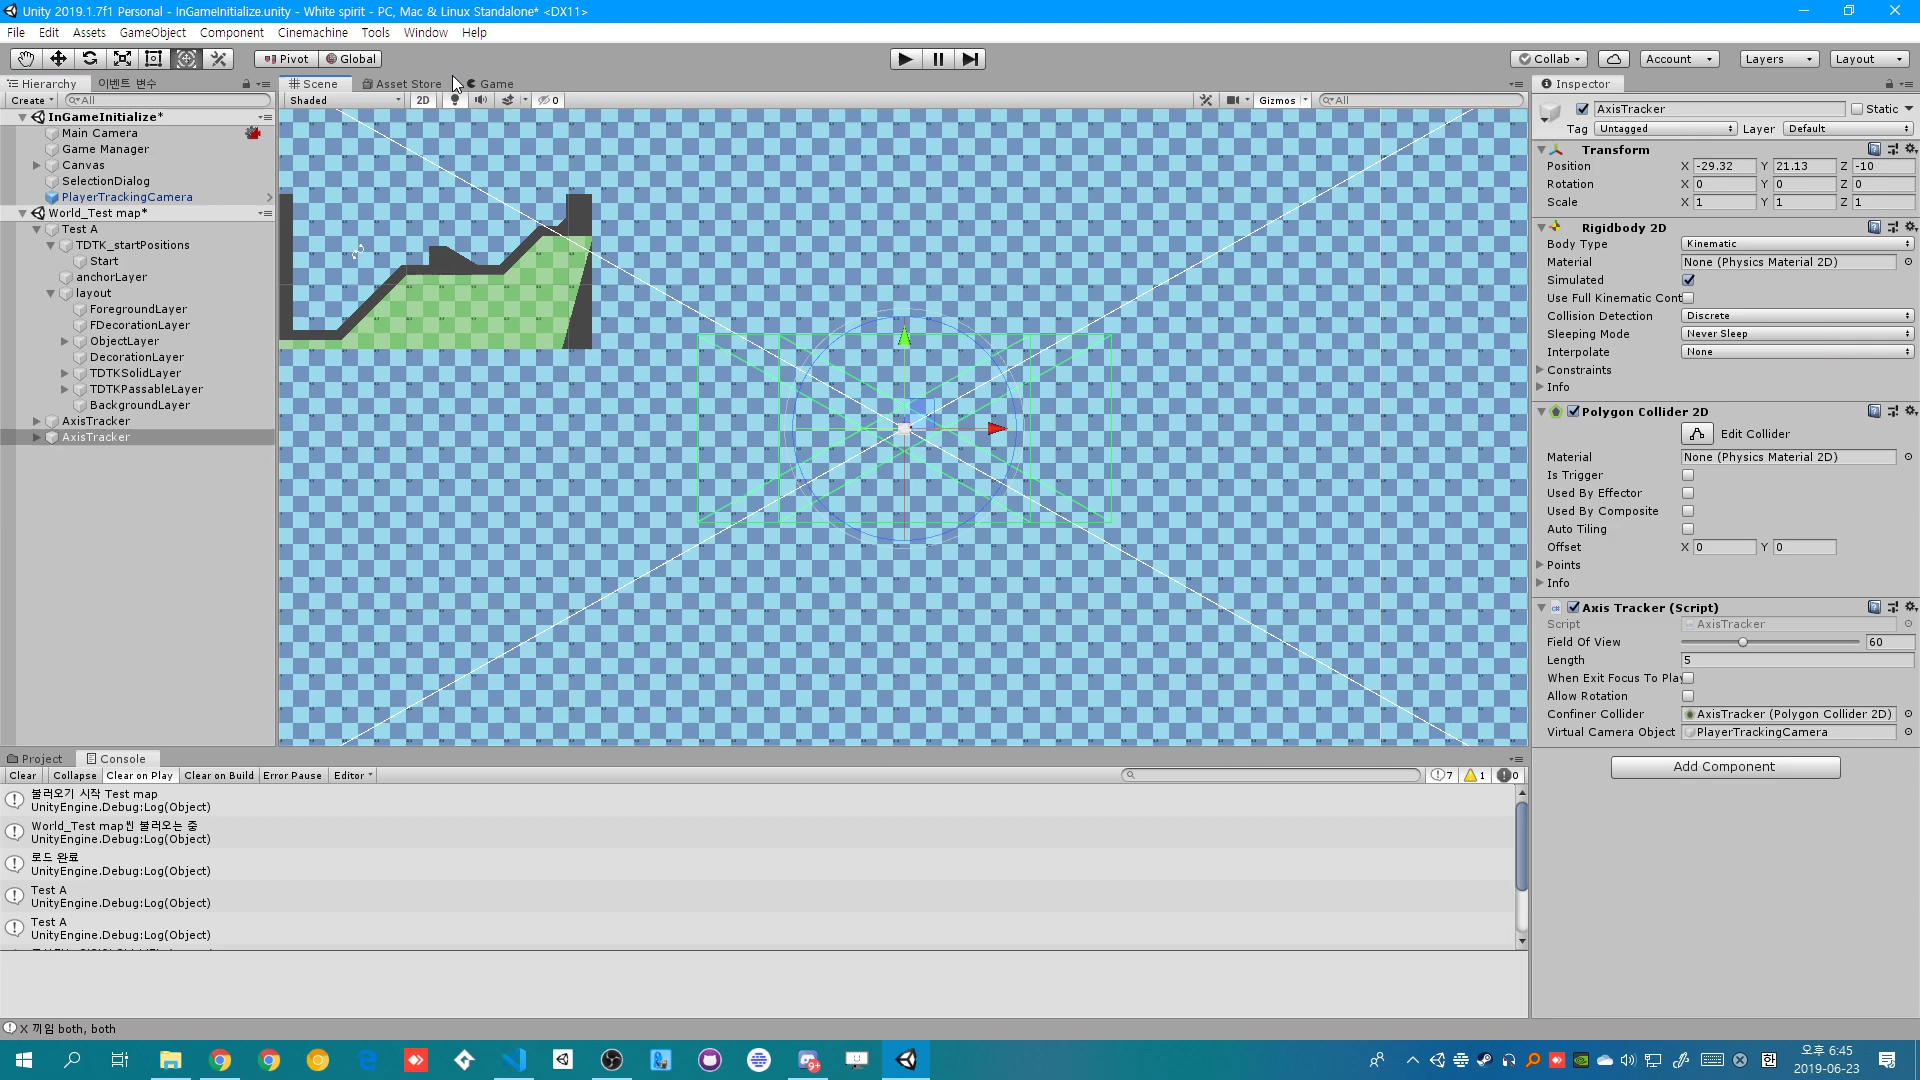 Unity 2019.1.7f1 Personal - InGameInitialize.unity - White spirit - PC, Mac & Linux Standalone* <DX11>
File Edit Assets GameObject Component Cinemachine Tools Window Help
Pivot Global Collab Account Layers Layout
Hierarchy 이벤트 변수 Scene Asset Store Game Inspector
Create All Shaded 2D 0 Gizmos All
InGameInitialize*
Main Camera
Game Manager
Canvas
SelectionDialog
PlayerTrackingCamera
World_Test map*
Test A
TDTK_startPositions
Start
anchorLayer
layout
ForegroundLayer
FDecorationLayer
ObjectLayer
DecorationLayer
TDTKSolidLayer
TDTKPassableLayer
BackgroundLayer
AxisTracker
AxisTracker
AxisTracker Static
Tag Untagged Layer Default
Transform
Position X -29.32 Y 21.13 Z -10
Rotation X 0 Y 0 Z 0
Scale X 1 Y 1 Z 1
Rigidbody 2D
Body Type Kinematic
Material None (Physics Material 2D)
Simulated
Use Full Kinematic Cont
Collision Detection Discrete
Sleeping Mode Never Sleep
Interpolate None
Constraints
Info
Polygon Collider 2D
Edit Collider
Material None (Physics Material 2D)
Is Trigger
Used By Effector
Used By Composite
Auto Tiling
Offset X 0 Y 0
Points
Info
Axis Tracker (Script)
Script AxisTracker
Field Of View 60
Length 5
When Exit Focus To Play
Allow Rotation
Confiner Collider AxisTracker (Polygon Collider 2D)
Virtual Camera Object PlayerTrackingCamera
Add Component
Project Console
Clear Collapse Clear on Play Clear on Build Error Pause Editor 7 1 0
불러오기 시작 Test map
UnityEngine.Debug:Log(Object)
World_Test map씬 불러오는 중
UnityEngine.Debug:Log(Object)
로드 완료
UnityEngine.Debug:Log(Object)
Test A
UnityEngine.Debug:Log(Object)
Test A
UnityEngine.Debug:Log(Object)
X 끼임 both, both
9+ 한 오후 6:45
2019-06-23